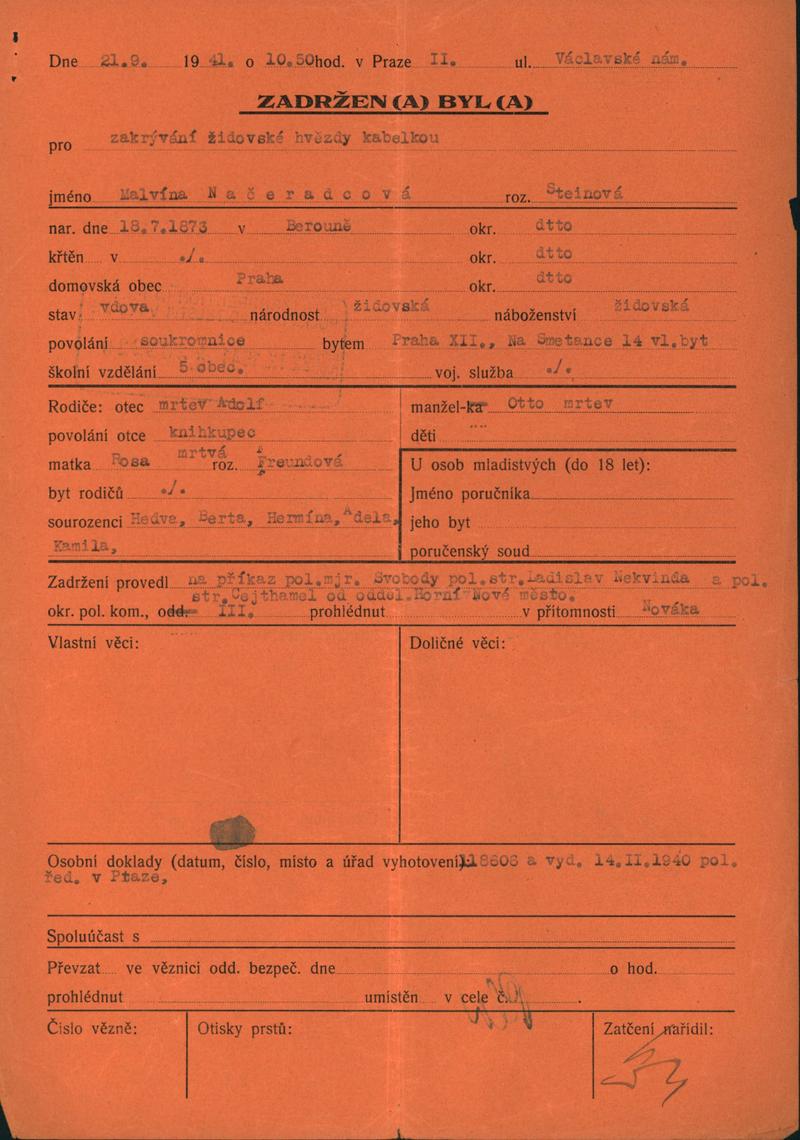 Dne 21.9. 19 41. o 10.50hod. v Praze II. ul. Václavské nám.
ZADRŽEN(A) BYL(A)
pro zakrývání židovské hvězdy kabelkou
jméno Malvína Načeradcová roz. Steinová
nar. dne 18.7.1873 v Berouně okr. dtto
křtěn v ./. okr. dtto
domovská obec Praha okr. dtto
stav vdova národnost židovská náboženství židovská
povolání soukromnice bytem Praha XII., Na Smetance 14 vl.byt
školní vzdělání 5 obec. voj. služba ./.
Rodiče: otec mrtev Adolf
povolání otce knihkupec
matka Rosa mrtvá roz. Freundová
byt rodičů ./.
sourozenci Hedva, Berta, Hermína, Adela,
Kamila,
manžel-ka Otto mrtev
děti
U osob mladistvých (do 18 let):
Jméno poručníka
jeho byt
poručenský soud
Zadržení provedl na příkaz pol.mjr. Svobody pol.str.Ladislav Nekvinda a pol.
str.Cejthamel od oddel.Horní Nové město.
okr. pol. kom., odd. III. prohlédnut v přítomnosti Nováka
Vlastní věci:
Doličné věci:
Osobní doklady (datum, číslo, místo a úřad vyhotovení) 18606 a vyd. 14.II.1940 pol.
řed. v Ptaze,
Spoluúčast s
Převzat ve věznici odd. bezpeč. dne o hod.
prohlédnut umístěn v cele č.
Číslo vězně:
Otisky prstů:
Zatčení nařídil: